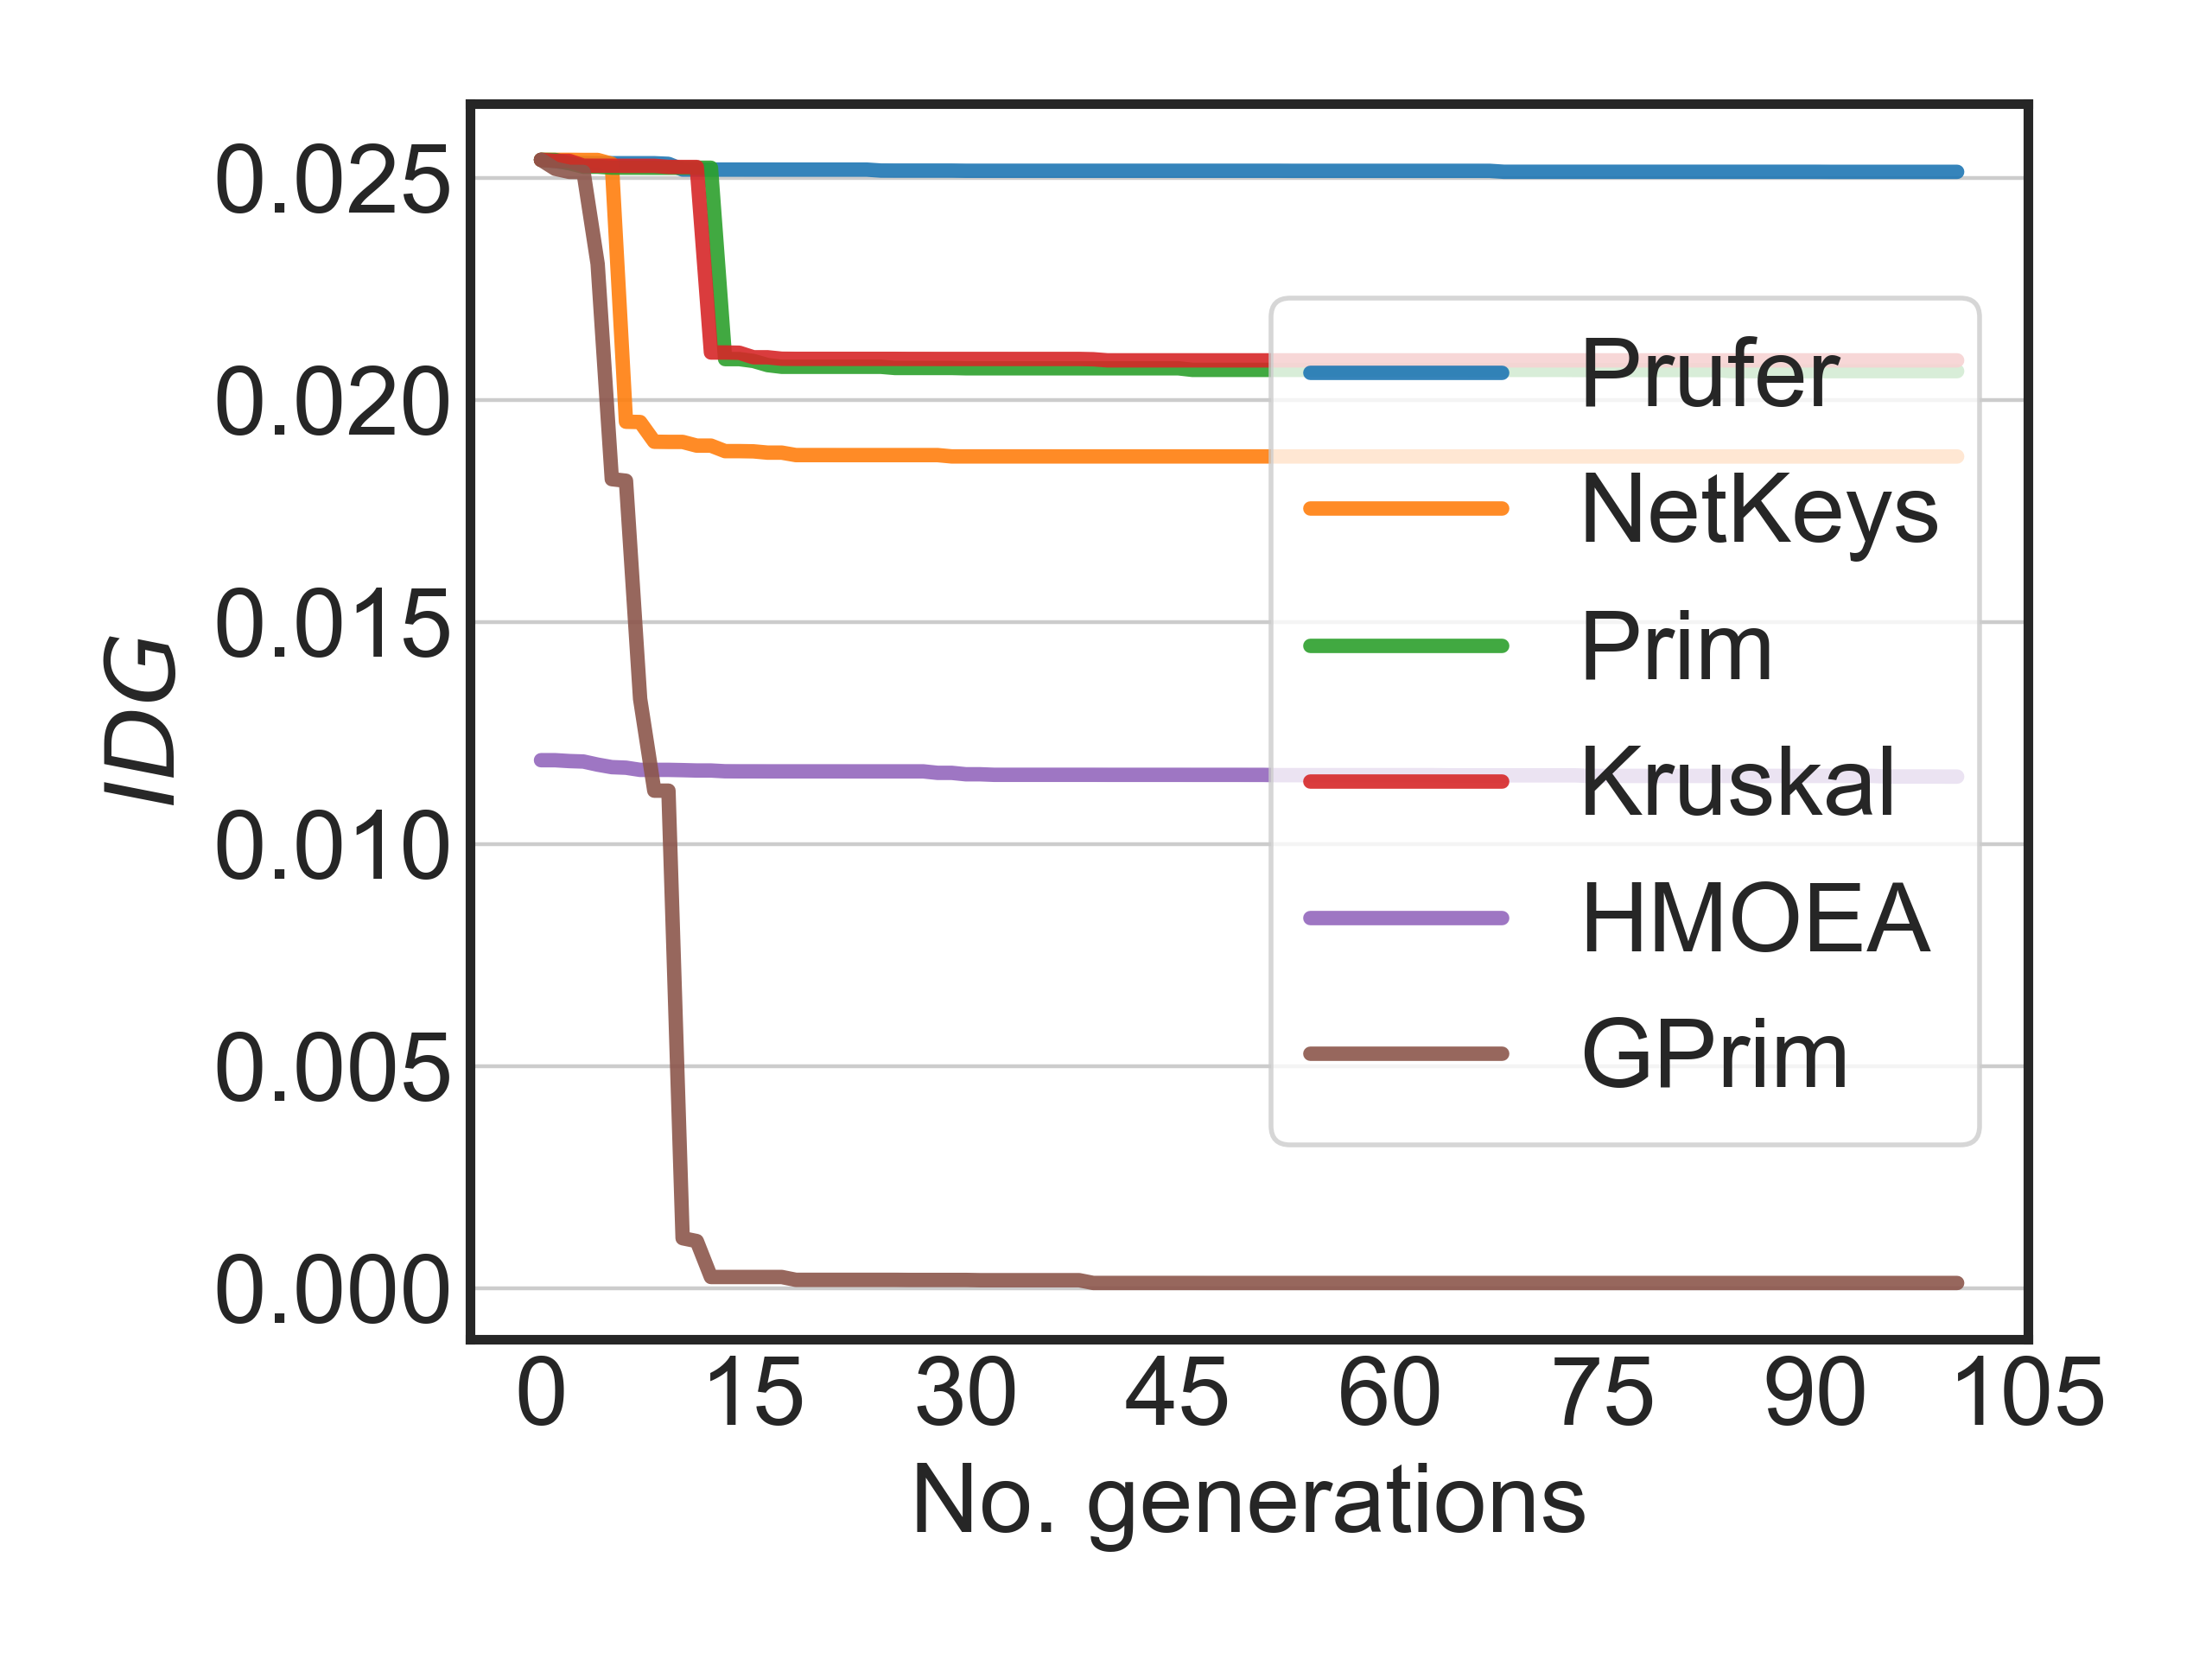 IDG
0.025
0.020
0.015
0.010
0.005
0.000
0 15 30 45 60 75 90 105
No. generations
Prufer
NetKeys
Prim
Kruskal
HMOEA
GPrim